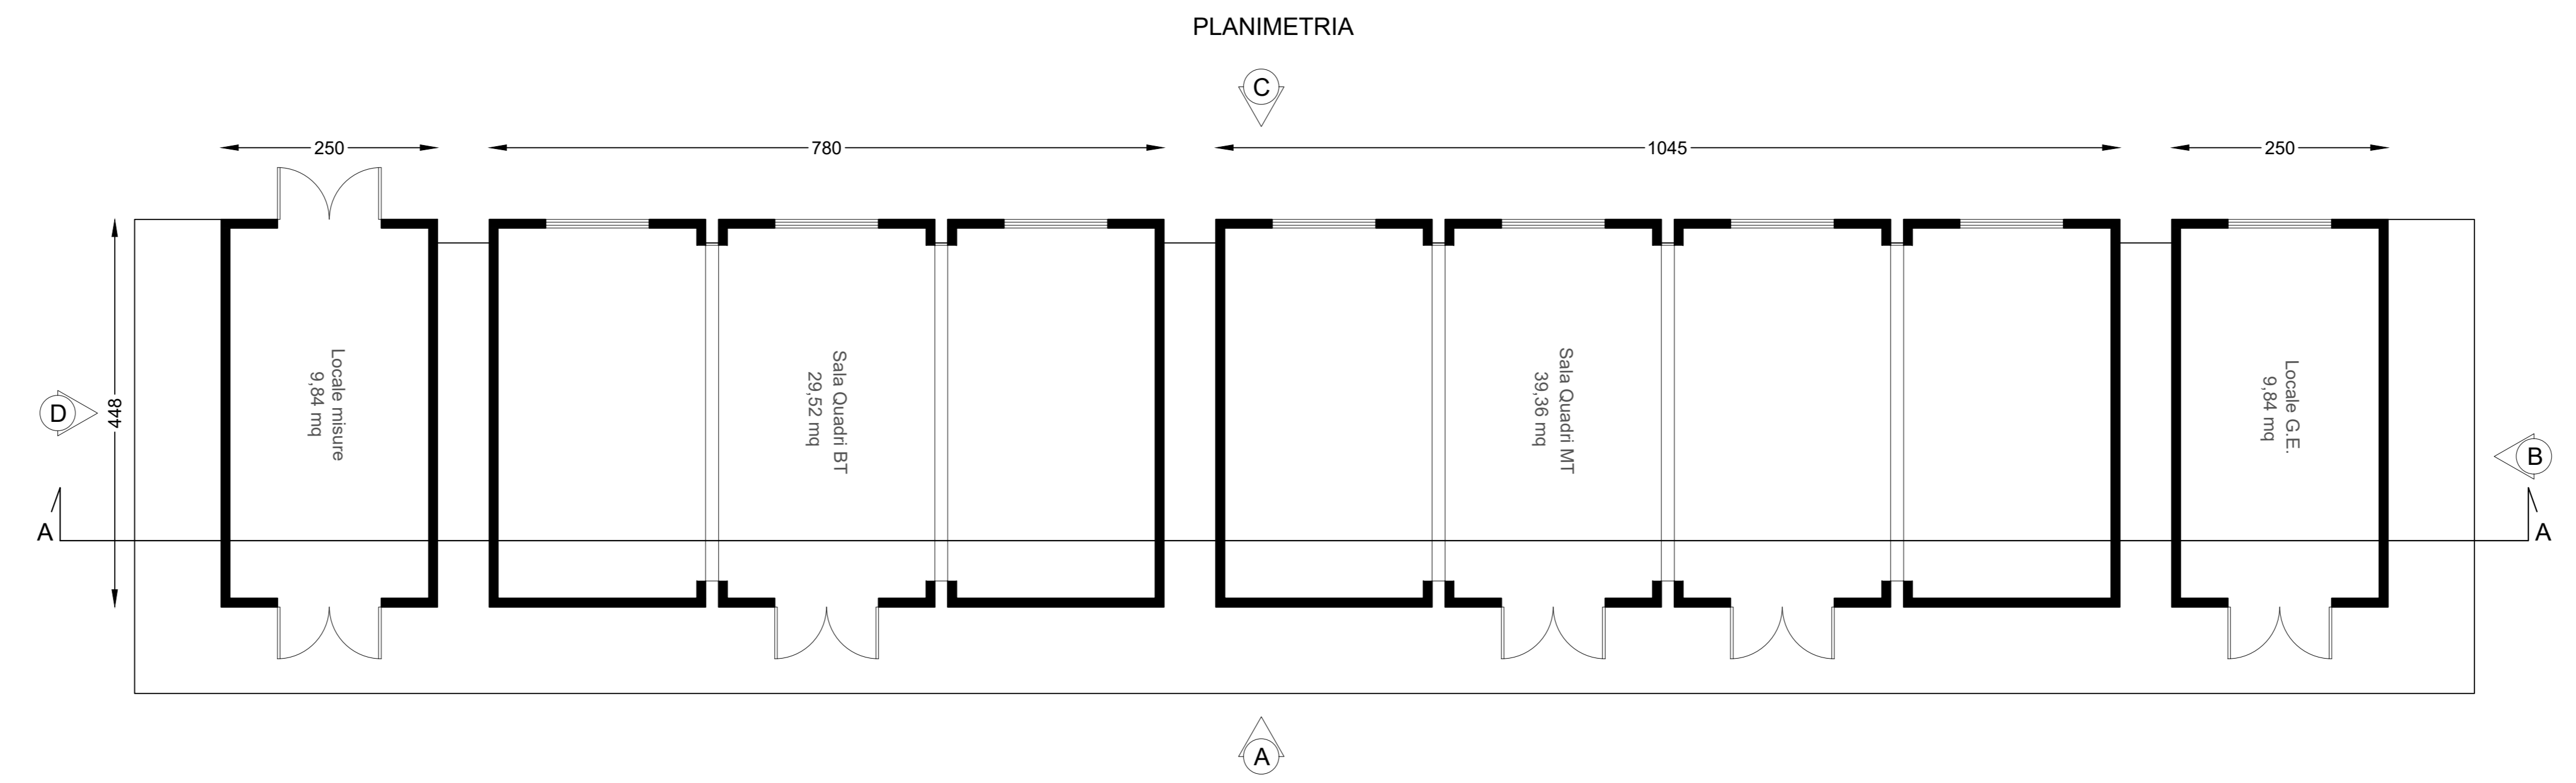 PLANIMETRIA
C
250
780
1045
250
448
Locale misure
9,84 mq
Sala Quadri BT
29,52 mq
Sala Quadri MT
39,36 mq
Locale G.E.
9,84 mq
D
B
A
A
A